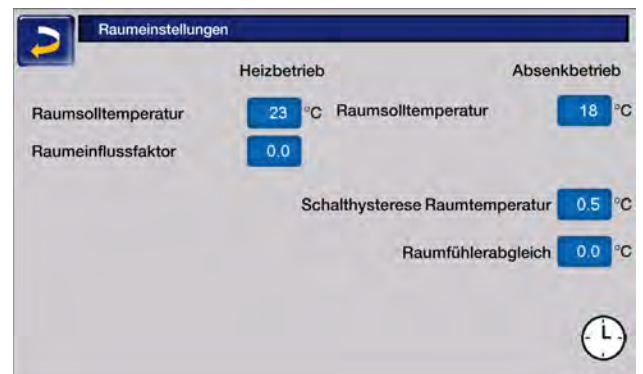 Raumeinstellungen
Heizbetrieb Absenkbetrieb
Raumsolltemperatur 23 °C Raumsolltemperatur 18 °C
Raumeinflussfaktor 0.0
Schalthysterese Raumtemperatur 0.5 °C
Raumfühlerabgleich 0.0 °C